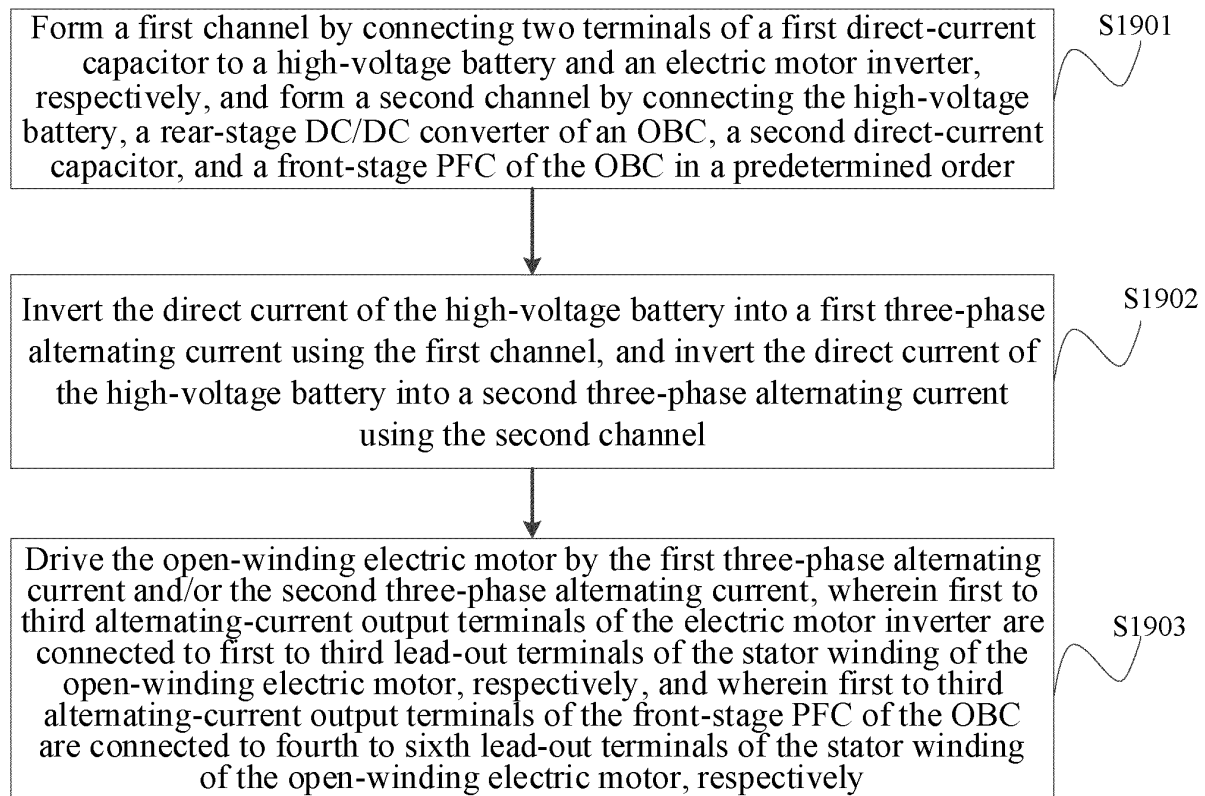 Form a first channel by connecting two terminals of a first direct-current
capacitor to a high-voltage battery and an electric motor inverter,
respectively, and form a second channel by connecting the high-voltage
battery, a rear-stage DC/DC converter of an OBC, a second direct-current
capacitor, and a front-stage PFC of the OBC in a predetermined order
S1901
Invert the direct current of the high-voltage battery into a first three-phase
alternating current using the first channel, and invert the direct current of
the high-voltage battery into a second three-phase alternating current
using the second channel
S1902
Drive the open-winding electric motor by the first three-phase alternating
current and/or the second three-phase alternating current, wherein first to
third alternating-current output terminals of the electric motor inverter are
connected to first to third lead-out terminals of the stator winding of the
open-winding electric motor, respectively, and wherein first to third
alternating-current output terminals of the front-stage PFC of the OBC
are connected to fourth to sixth lead-out terminals of the stator winding
of the open-winding electric motor, respectively
S1903